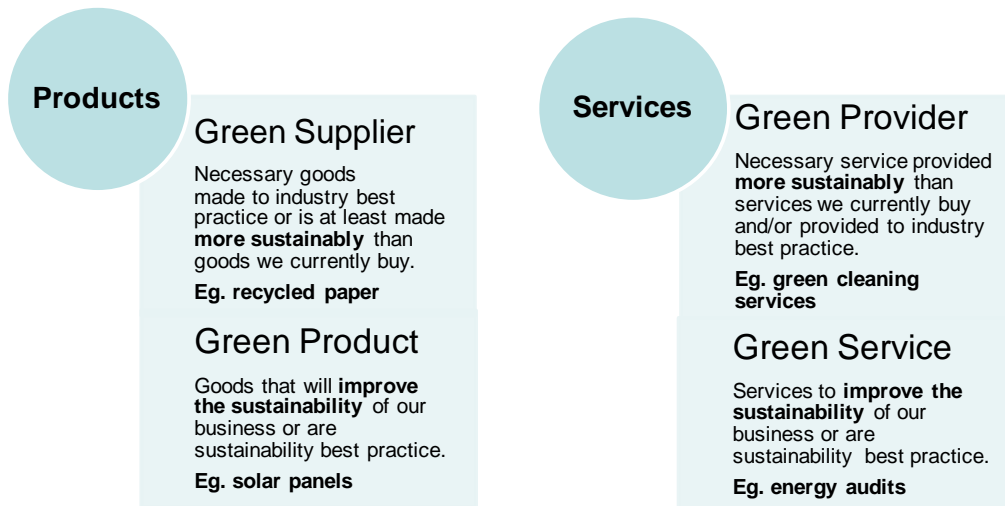 Products
Green Supplier
Necessary goods
made to industry best
practice or is at least made
more sustainably than
goods we currently buy.
Eg. recycled paper
Green Product
Goods that will improve
the sustainability of our
business or are
sustainability best practice.
Eg. solar panels
Services
Green Provider
Necessary service provided
more sustainably than
services we currently buy
and/or provided to industry
best practice.
Eg. green cleaning
services
Green Service
Services to improve the
sustainability of our
business or are
sustainability best practice.
Eg. energy audits